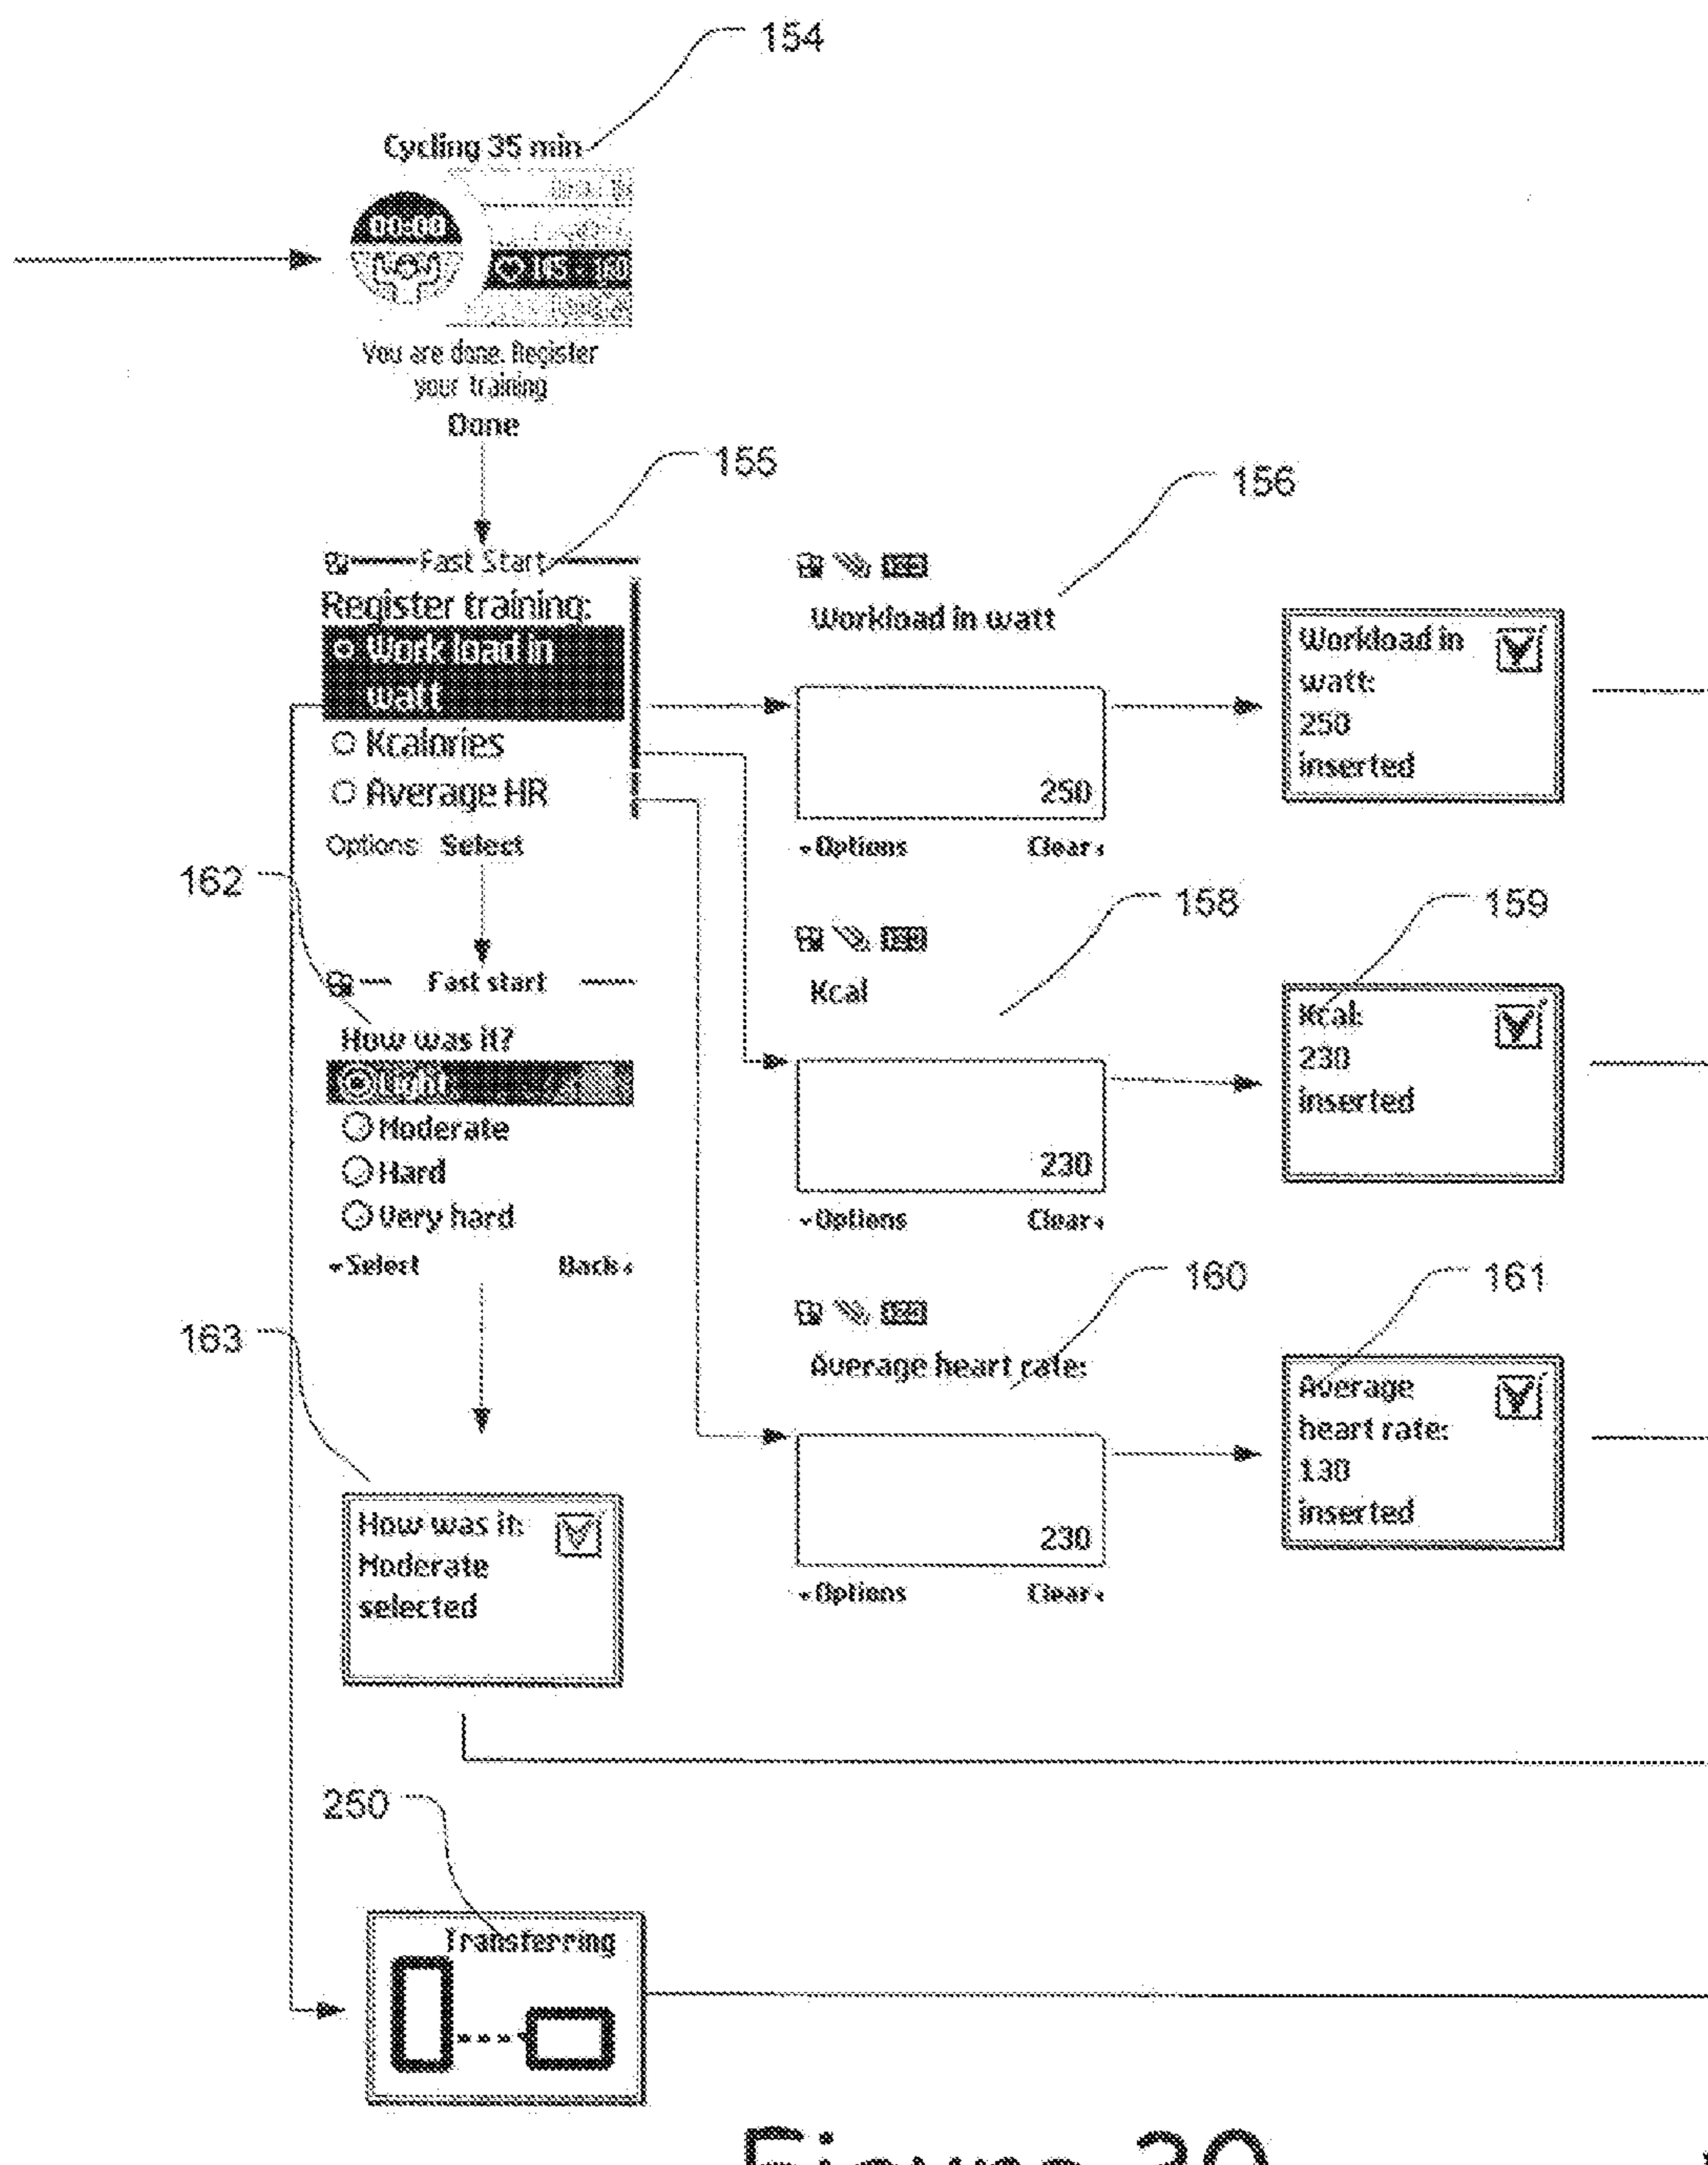 154
Cycling 35 min
00:00
You are done. Register
your training
Done
155
Fast Start
Register training:
Work load in
watt
Kcalories
Average HR
Options Select
156
Workload in watt
250
Options Clear
Workload in
watt:
250
inserted
162
Fast start
How was it?
Light
Moderate
Hard
Very hard
Select Back
158
Kcal
230
Options Clear
159
Kcal:
230
inserted
160
Average heart rate:
230
Options Clear
161
Average
heart rate:
130
inserted
163
How was it:
Moderate
selected
250
Transferring